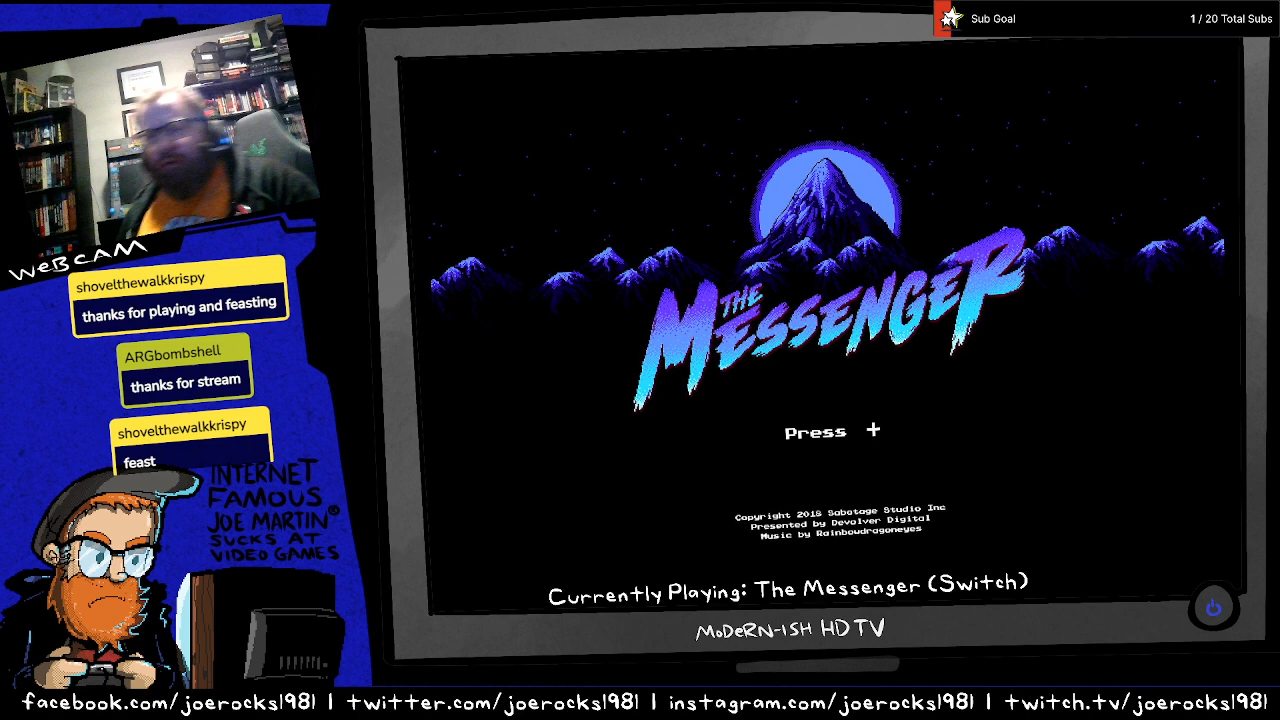 Sub Goal
1 / 20 Total Subs
WeBCAM
shovelthewalkkrispy
thanks for playing and feasting
ARGbombshell
thanks for stream
shovelthewalkkrispy
feast
INTERNET
FAMOUS
JOE MARTIN©
SUCKS AT
VIDEO GAMES
THE
MESSENGER
Press +
Copyright 2018 Sabotage Studio Inc
Presented by Devolver Digital
Music by Rainbowdragoneyes
Currently Playing: The Messenger (Switch)
MoDeRN-ISH HDTV
facebook.com/joerocks1981 | twitter.com/joerocks1981 | instagram.com/joerocks1981 | twitch.tv/joerocks1981